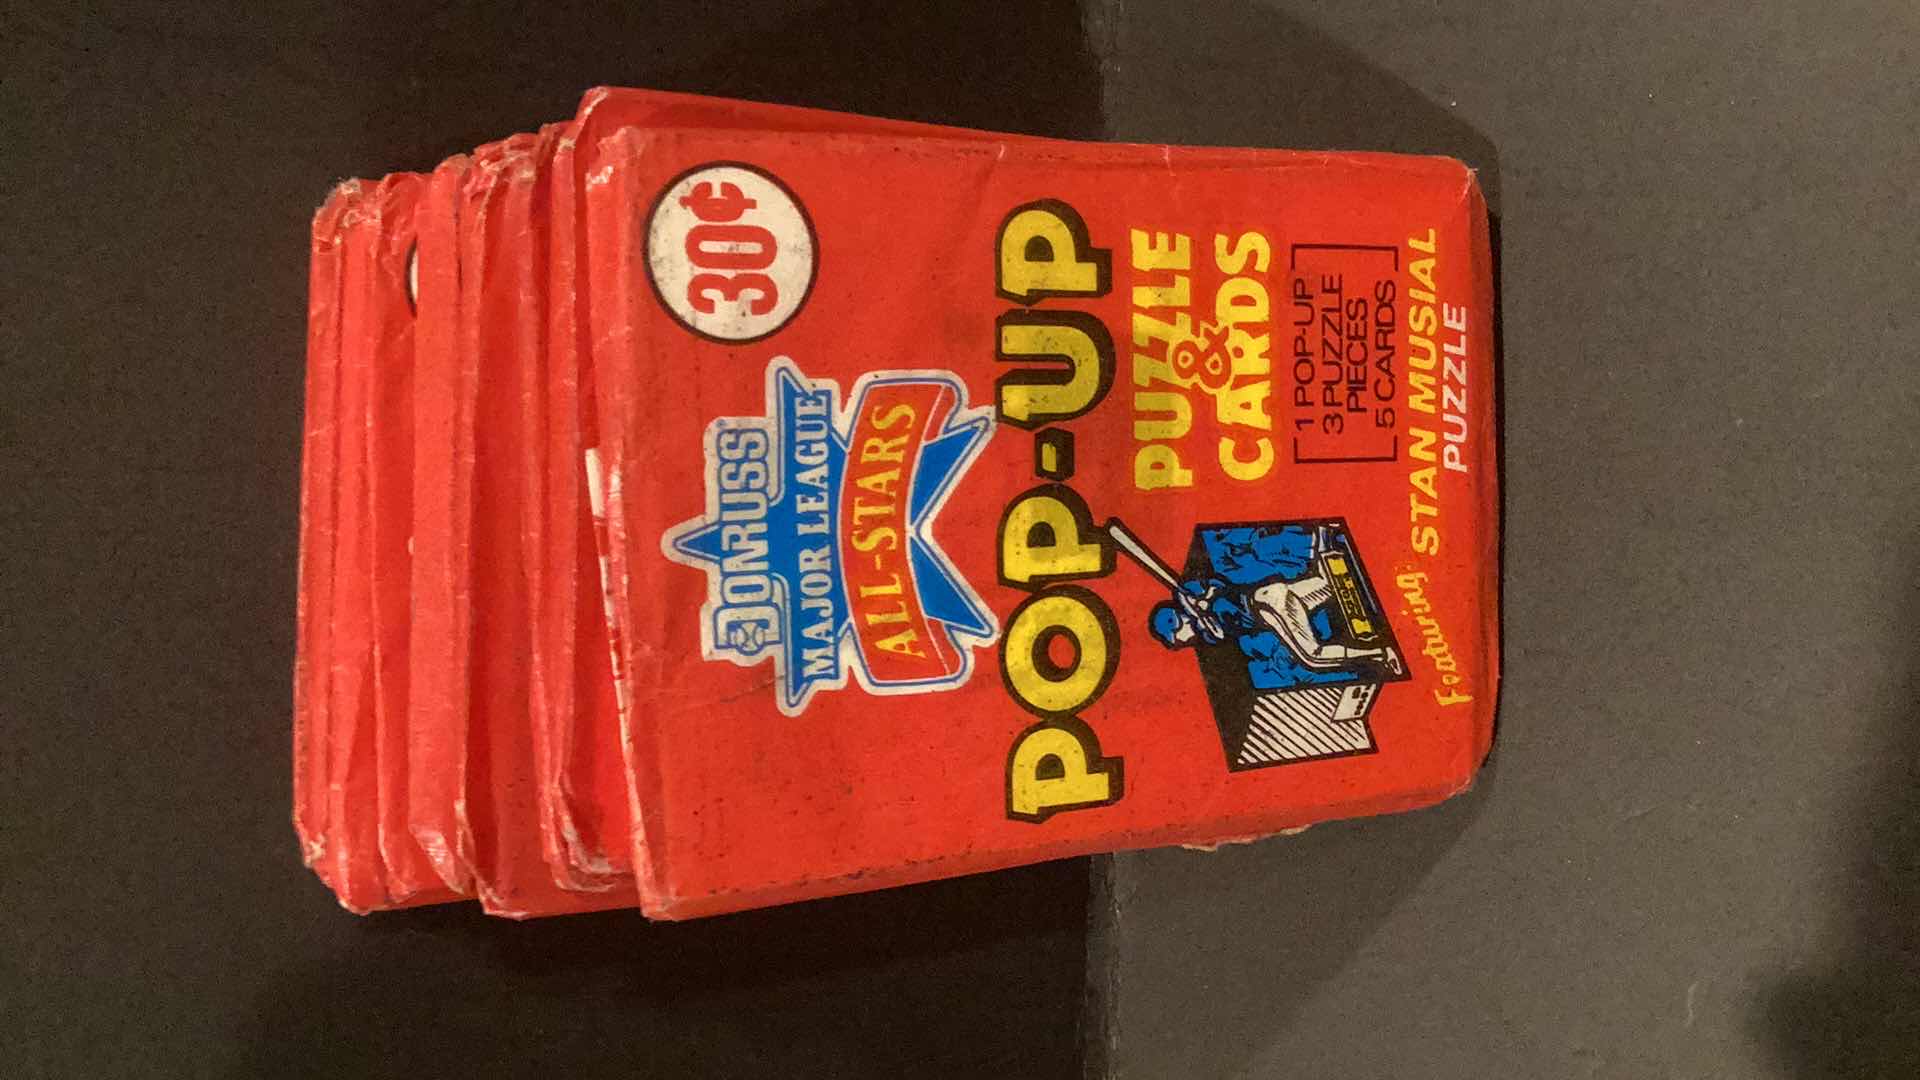 30¢
DONRUSS
MAJOR LEAGUE
ALL-STARS
POP-UP
PUZZLE
&
CARDS
1 POP-UP
3 PUZZLE
PIECES
5 CARDS
Featuring: STAN MUSIAL
PUZZLE